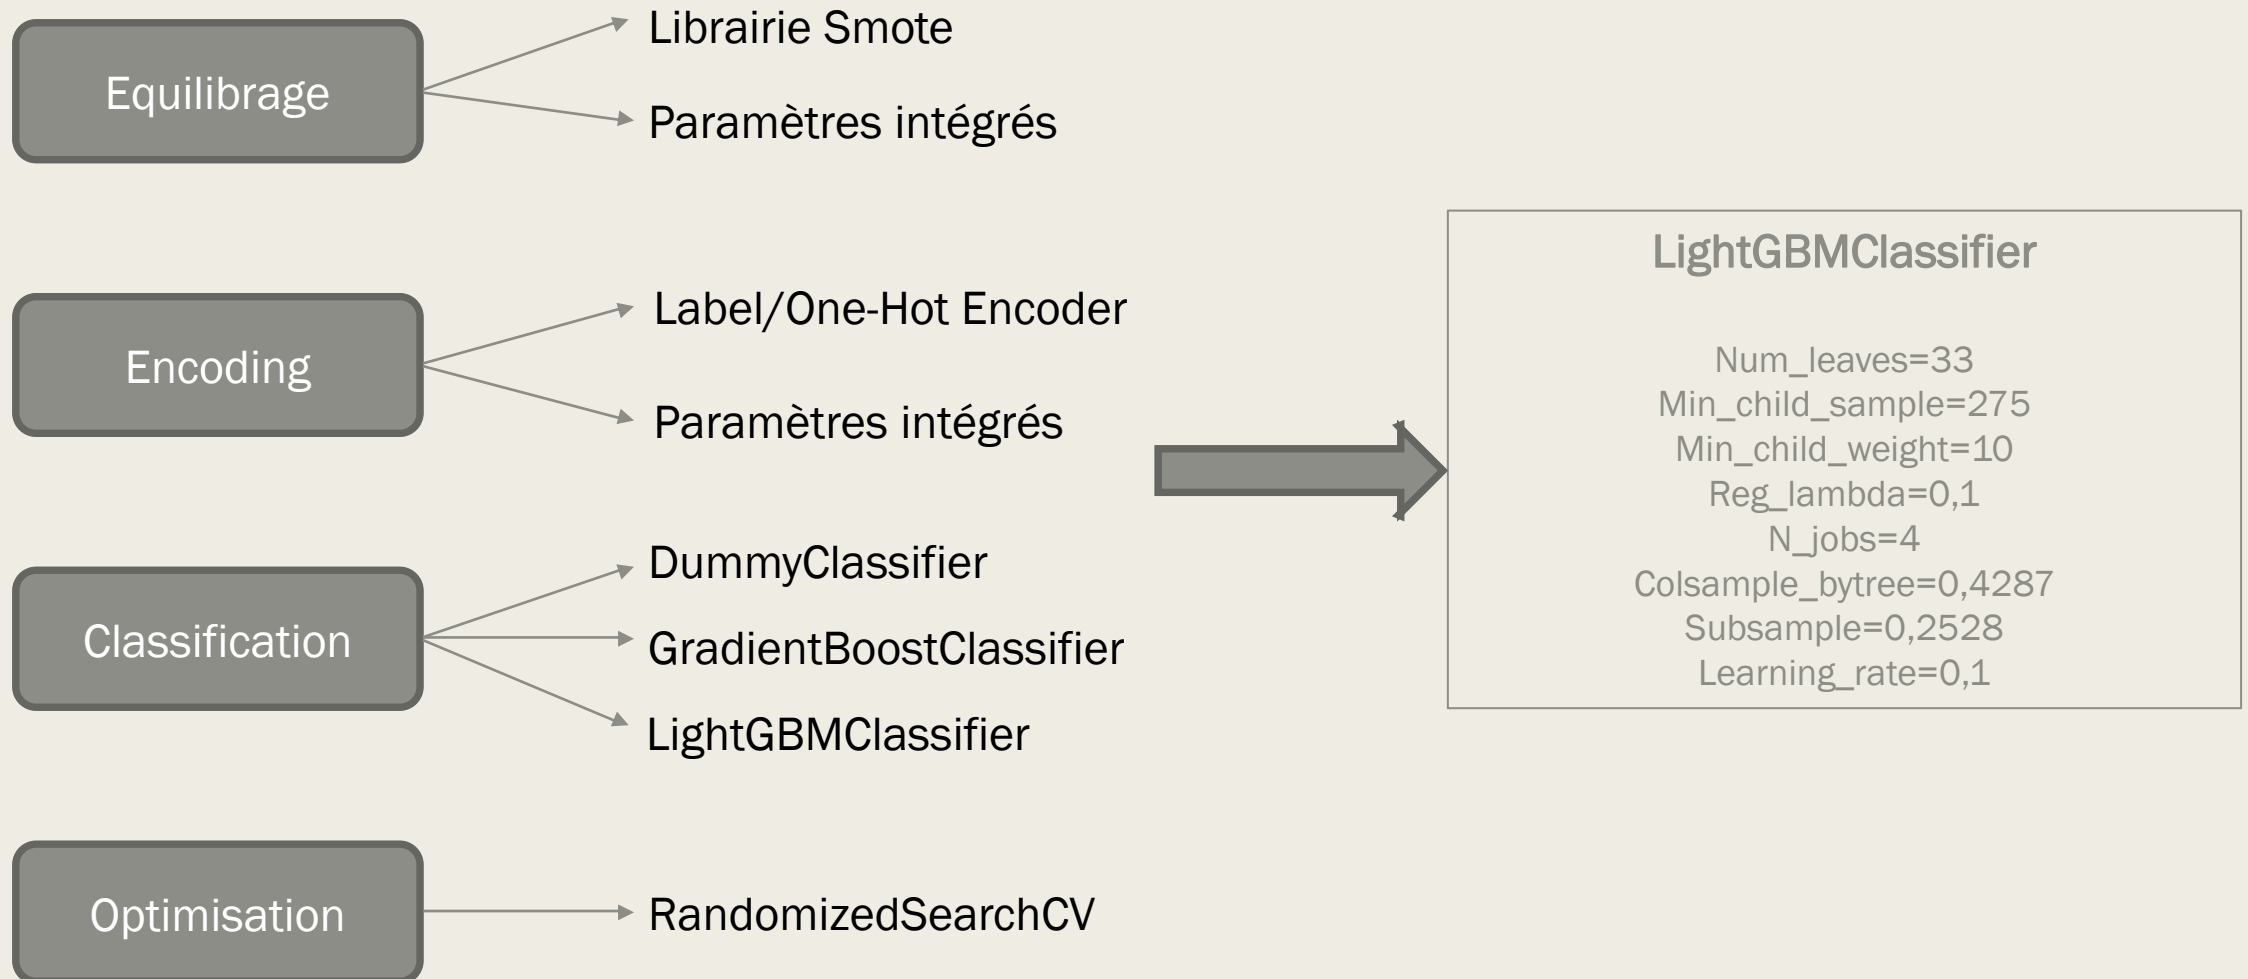 Equilibrage
Librairie Smote
Paramètres intégrés
Encoding
Label/One-Hot Encoder
Paramètres intégrés
Classification
DummyClassifier
GradientBoostClassifier
LightGBMClassifier
Optimisation
RandomizedSearchCV
LightGBMClassifier
Num_leaves=33
Min_child_sample=275
Min_child_weight=10
Reg_lambda=0,1
N_jobs=4
Colsample_bytree=0,4287
Subsample=0,2528
Learning_rate=0,1